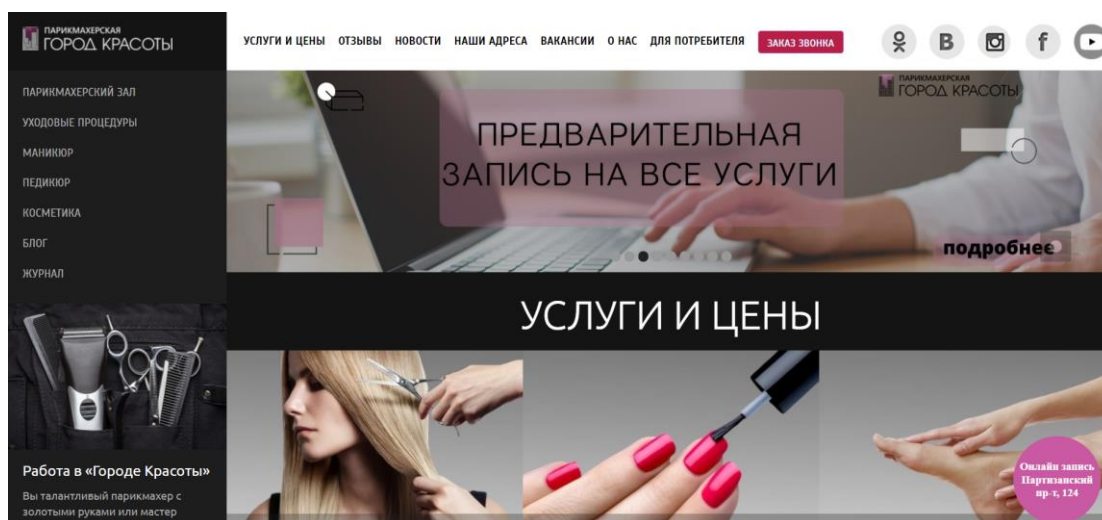 ПАРИКМАХЕРСКАЯ
ГОРОД КРАСОТЫ
УСЛУГИ И ЦЕНЫ ОТЗЫВЫ НОВОСТИ НАШИ АДРЕСА ВАКАНСИИ О НАС ДЛЯ ПОТРЕБИТЕЛЯ ЗАКАЗ ЗВОНКА
ПАРИКМАХЕРСКИЙ ЗАЛ
УХОДОВЫЕ ПРОЦЕДУРЫ
МАНИКЮР
ПЕДИКЮР
КОСМЕТИКА
БЛОГ
ЖУРНАЛ
ПАРИКМАХЕРСКАЯ
ГОРОД КРАСОТЫ
ПРЕДВАРИТЕЛЬНАЯ
ЗАПИСЬ НА ВСЕ УСЛУГИ
подробнее
УСЛУГИ И ЦЕНЫ
Работа в «Городе Красоты»
Вы талантливый парикмахер с
золотыми руками или мастер
Онлайн запись
Партизанский
пр-т, 124